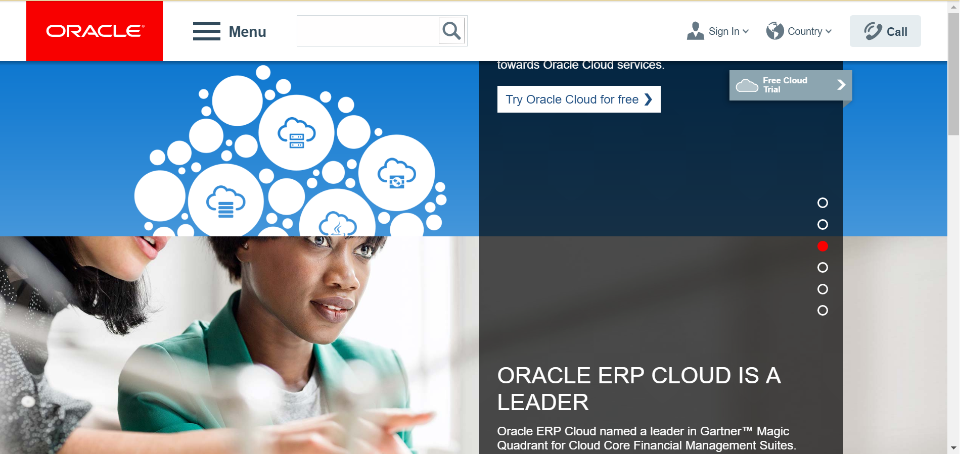 ORACLE®
Menu
Sign In
Country
Call
towards Oracle Cloud services.
Try Oracle Cloud for free
Free Cloud
Trial
ORACLE ERP CLOUD IS A
LEADER
Oracle ERP Cloud named a leader in Gartner™ Magic
Quadrant for Cloud Core Financial Management Suites.